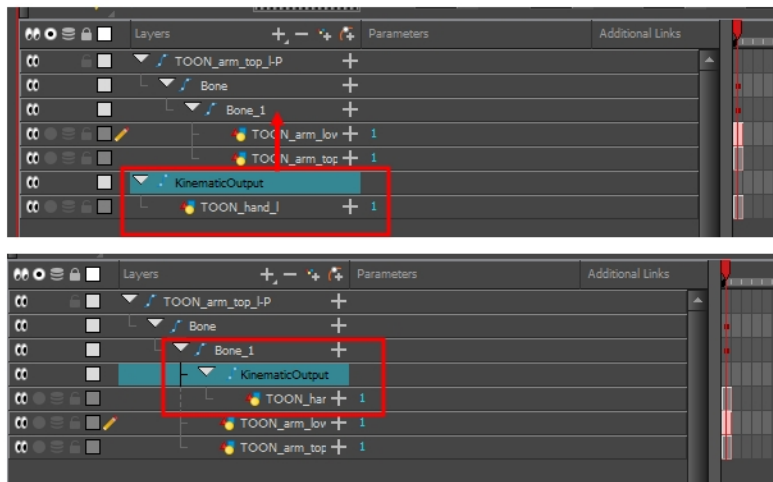 Layers Parameters Additional Links
TOON_arm_top_l-P
Bone
Bone_1
TOON_arm_lov 1
TOON_arm_top 1
KinematicOutput
TOON_hand_l 1
Layers Parameters Additional Links
TOON_arm_top_l-P
Bone
Bone_1
KinematicOutput
TOON_har 1
TOON_arm_lov 1
TOON_arm_top 1